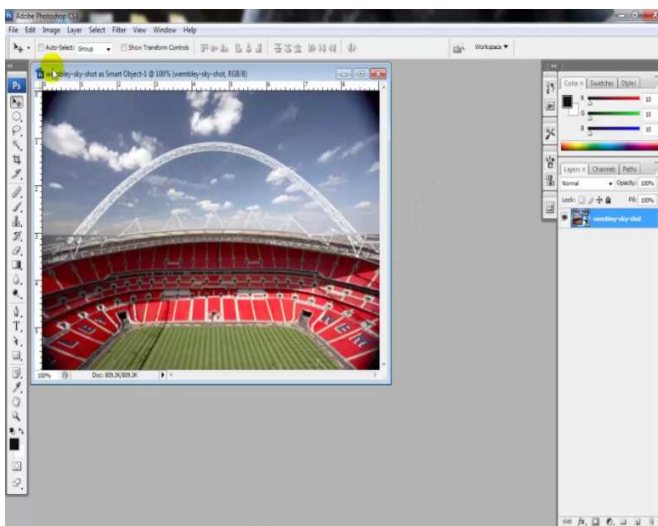 Adobe Photoshop CS3
File Edit Image Layer Select Filter View Window Help
Auto-Select: Group Show Transform Controls Workspace
wembley-sky-shot as Smart Object-1 @ 100% (wembley-sky-shot, RGB/8)
Ps
Color Swatches Styles
R
G
B
Layers Channels Paths
Normal Opacity: 100%
Lock: Fill: 100%
wembley-sky-shot
WEM
T
100% Doc: 809.3K/809.3K